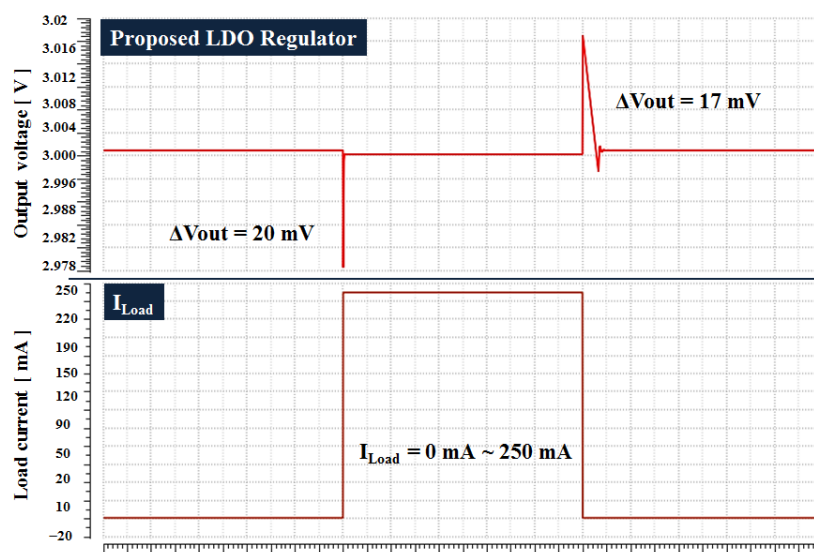 Proposed LDO Regulator
Output voltage [ V ]
3.02
3.016
3.012
3.008
3.004
3.000
2.996
2.988
2.982
2.978
ΔVout = 20 mV
ΔVout = 17 mV
I Load
Load current [ mA ]
250
220
190
150
120
90
50
20
10
−20
I Load = 0 mA ~ 250 mA